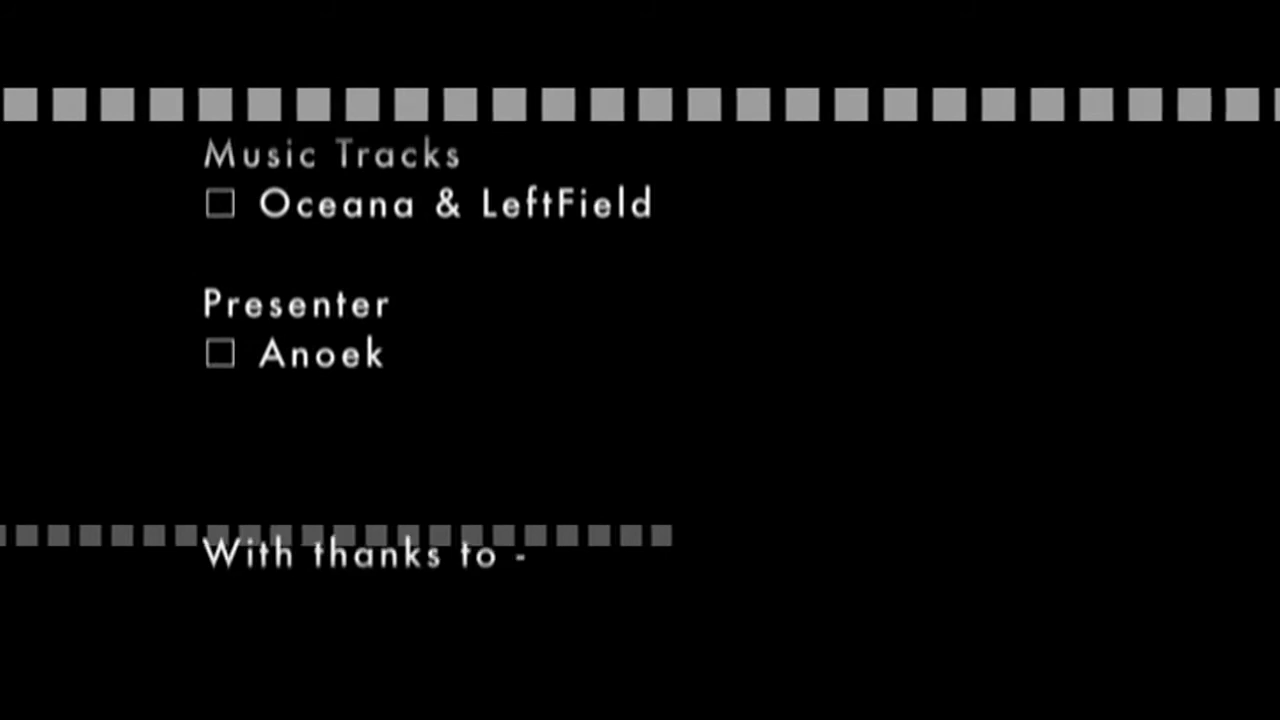 Music Tracks
□ Oceana & LeftField
Presenter
□ Anoek
With thanks to -